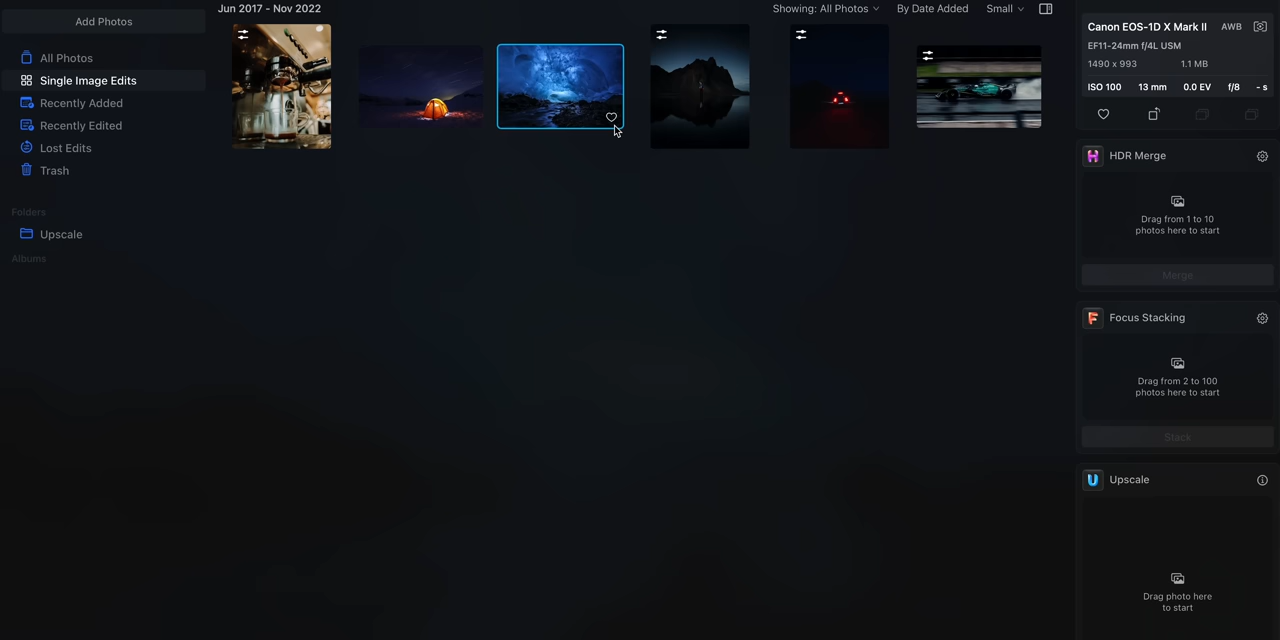 Add Photos
All Photos
Single Image Edits
Recently Added
Recently Edited
Lost Edits
Trash
Folders
Upscale
Albums
Jun 2017 - Nov 2022
Showing: All Photos
By Date Added
Small
Canon EOS-1D X Mark II
AWB
EF11-24mm f/4L USM
1490 x 993
1.1 MB
ISO 100
13 mm
0.0 EV
f/8
- s
HDR Merge
Drag from 1 to 10
photos here to start
Merge
Focus Stacking
Drag from 2 to 100
photos here to start
Stack
Upscale
Drag photo here
to start